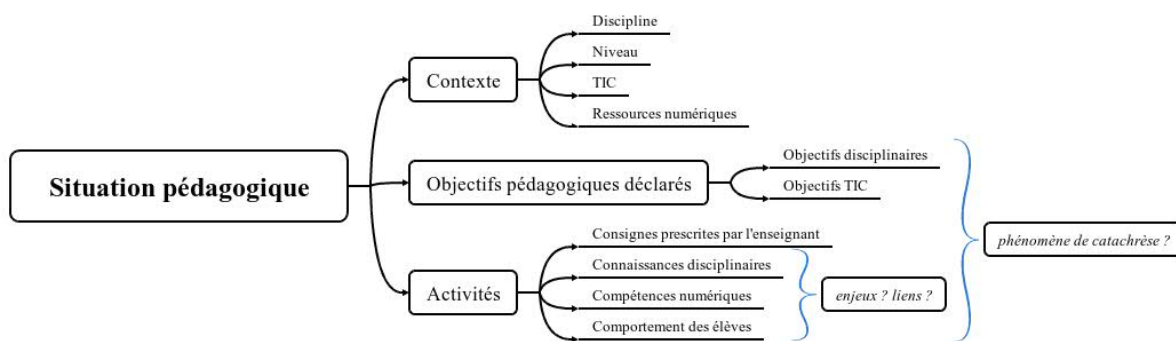 Situation pédagogique
Contexte
Discipline
Niveau
TIC
Ressources numériques
Objectifs pédagogiques déclarés
Objectifs disciplinaires
Objectifs TIC
Activités
Consignes prescrites par l'enseignant
Connaissances disciplinaires
Compétences numériques
Comportement des élèves
enjeux ? liens ?
phénomène de catachrèse ?